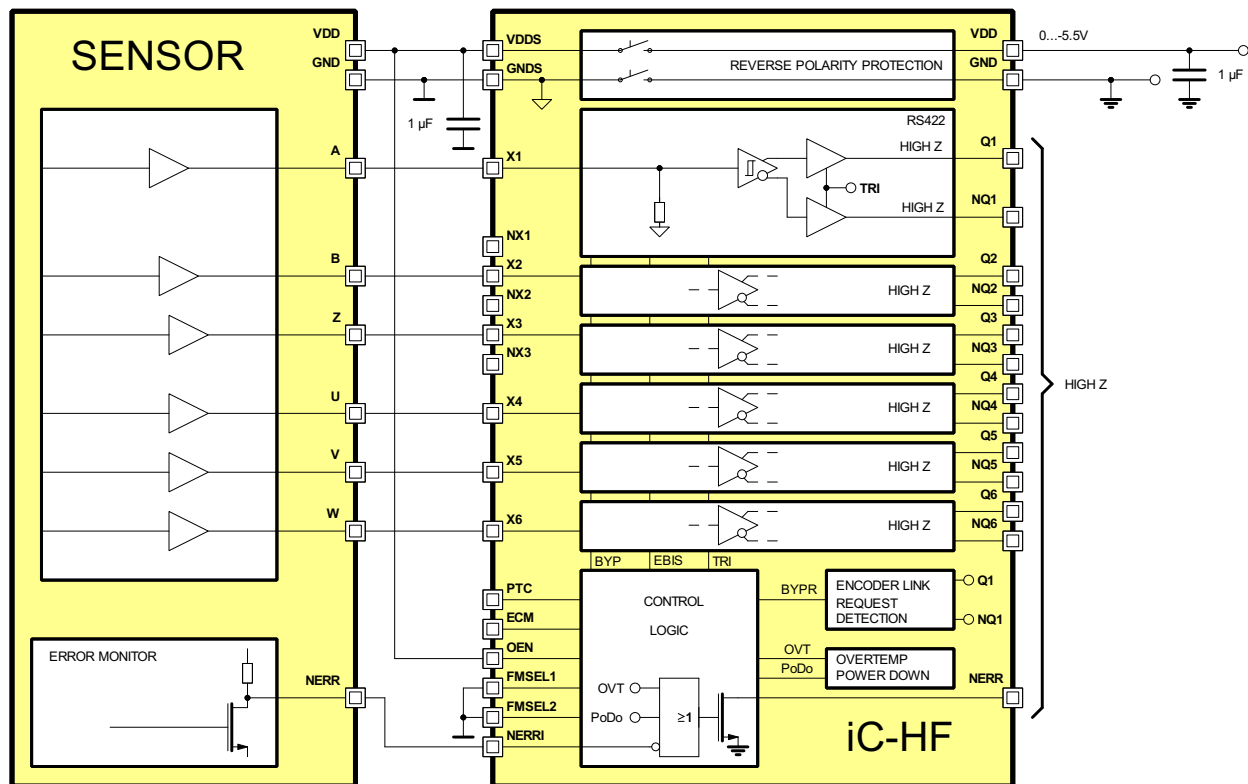 SENSOR
VDD
GND
A
B
Z
U
V
W
ERROR MONITOR
NERR
1 µF
VDDS
GNDS
X1
NX1
X2
NX2
X3
NX3
X4
X5
X6
PTC
ECM
OEN
FMSEL1
FMSEL2
NERRI
REVERSE POLARITY PROTECTION
RS422
HIGH Z
TRI
HIGH Z
HIGH Z
HIGH Z
HIGH Z
HIGH Z
HIGH Z
BYP
EBIS
TRI
CONTROL
LOGIC
OVT
PoDo
≥1
BYPR
ENCODER LINK
REQUEST
DETECTION
Q1
NQ1
OVT
PoDo
OVERTEMP
POWER DOWN
iC-HF
VDD
GND
Q1
NQ1
Q2
NQ2
Q3
NQ3
Q4
NQ4
Q5
NQ5
Q6
NQ6
NERR
0...-5.5V
1 µF
HIGH Z